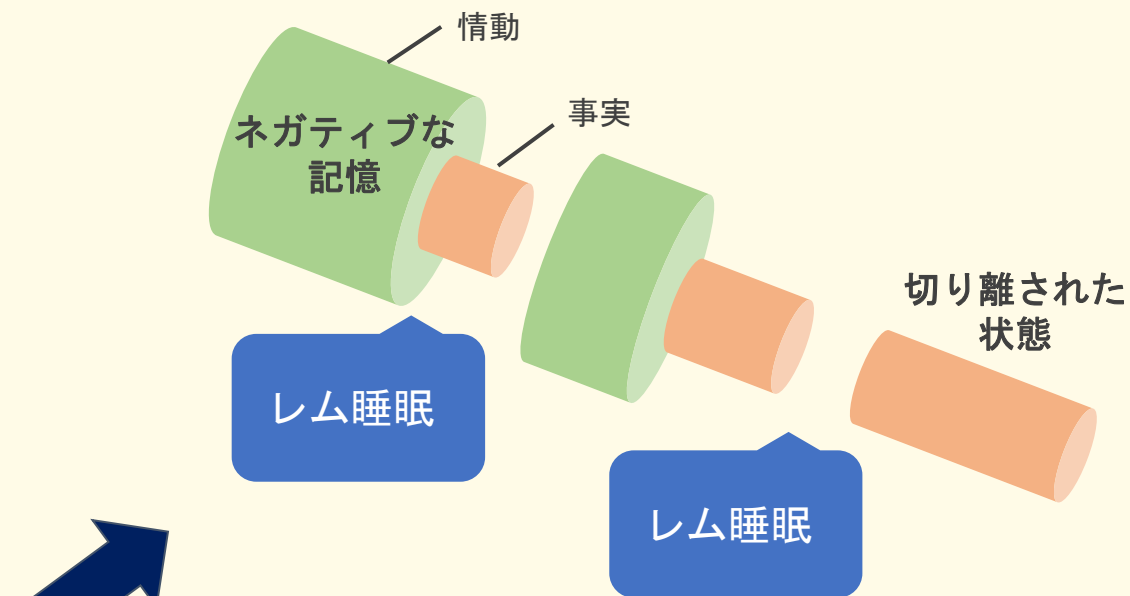 情動
事実
ネガティブな
記憶
切り離された
状態
レム睡眠
レム睡眠